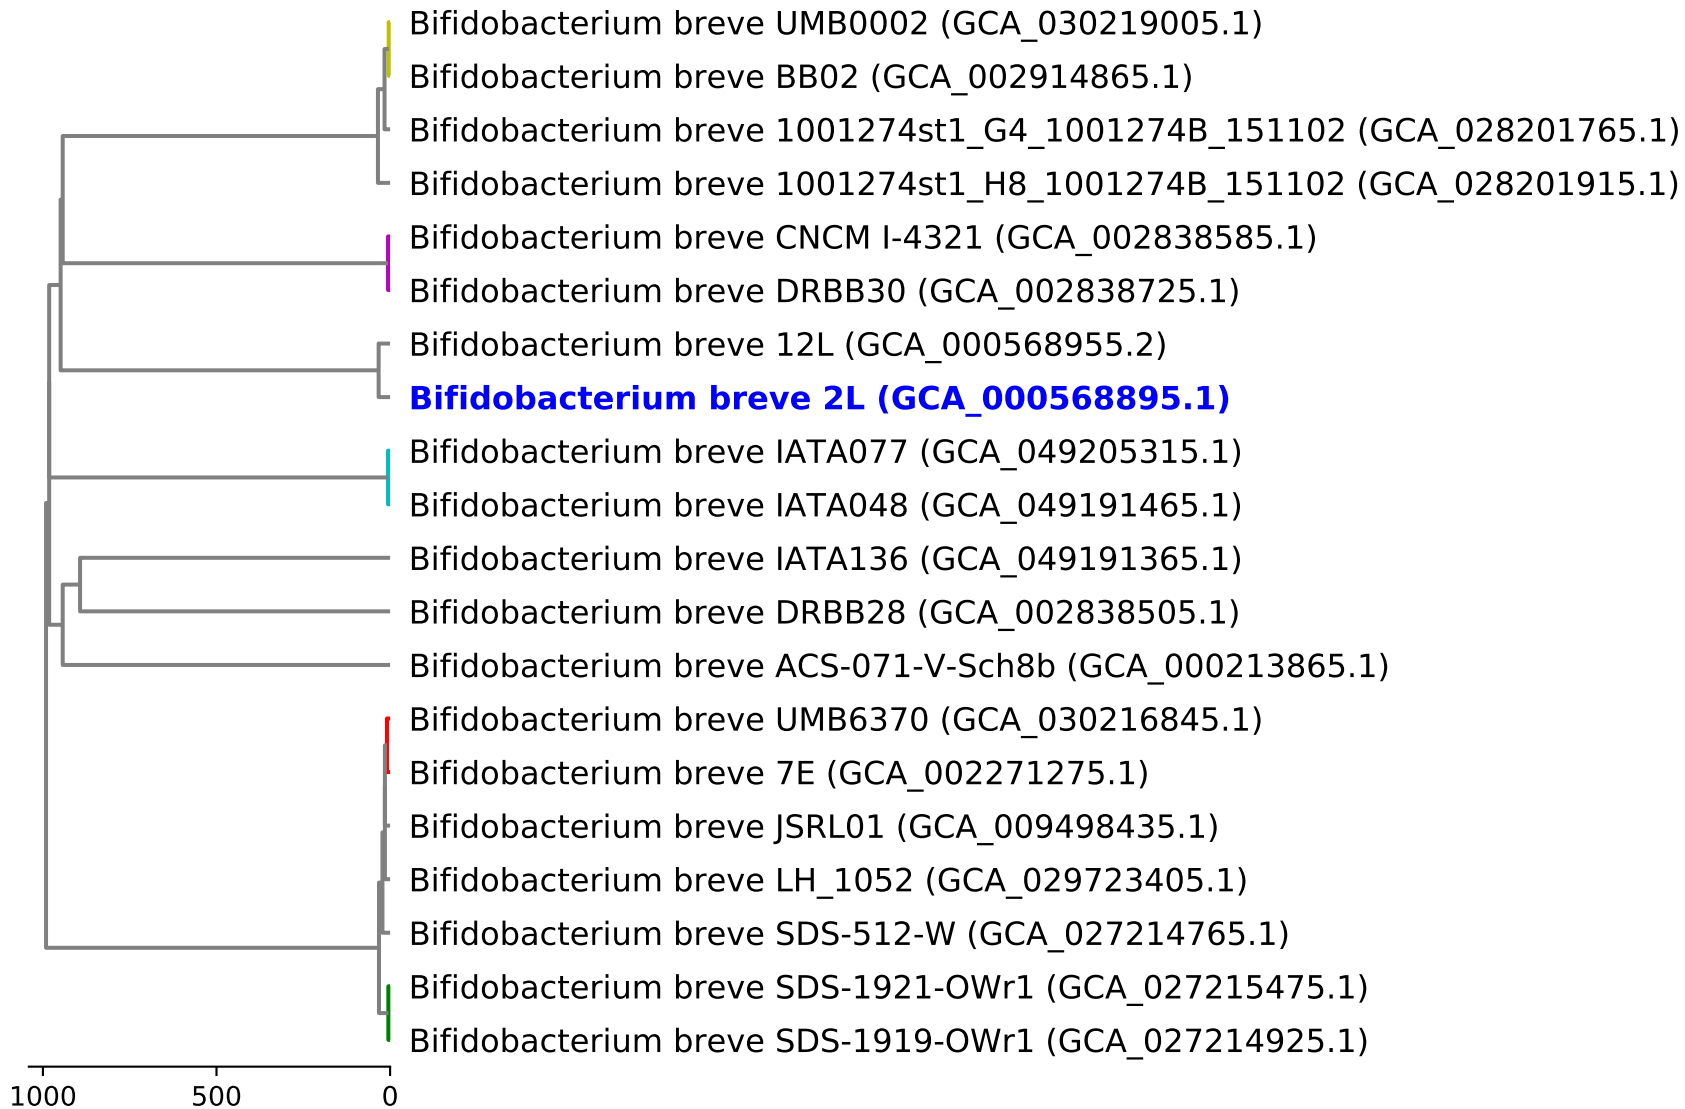 Bifidobacterium breve UMB0002 (GCA_030219005.1)
Bifidobacterium breve BB02 (GCA_002914865.1)
Bifidobacterium breve 1001274st1_G4_1001274B_151102 (GCA_028201765.1)
Bifidobacterium breve 1001274st1_H8_1001274B_151102 (GCA_028201915.1)
Bifidobacterium breve CNCM I-4321 (GCA_002838585.1)
Bifidobacterium breve DRBB30 (GCA_002838725.1)
Bifidobacterium breve 12L (GCA_000568955.2)
Bifidobacterium breve 2L (GCA_000568895.1)
Bifidobacterium breve IATA077 (GCA_049205315.1)
Bifidobacterium breve IATA048 (GCA_049191465.1)
Bifidobacterium breve IATA136 (GCA_049191365.1)
Bifidobacterium breve DRBB28 (GCA_002838505.1)
Bifidobacterium breve ACS-071-V-Sch8b (GCA_000213865.1)
Bifidobacterium breve UMB6370 (GCA_030216845.1)
Bifidobacterium breve 7E (GCA_002271275.1)
Bifidobacterium breve JSRL01 (GCA_009498435.1)
Bifidobacterium breve LH_1052 (GCA_029723405.1)
Bifidobacterium breve SDS-512-W (GCA_027214765.1)
Bifidobacterium breve SDS-1921-OWr1 (GCA_027215475.1)
Bifidobacterium breve SDS-1919-OWr1 (GCA_027214925.1)
1000 500 0